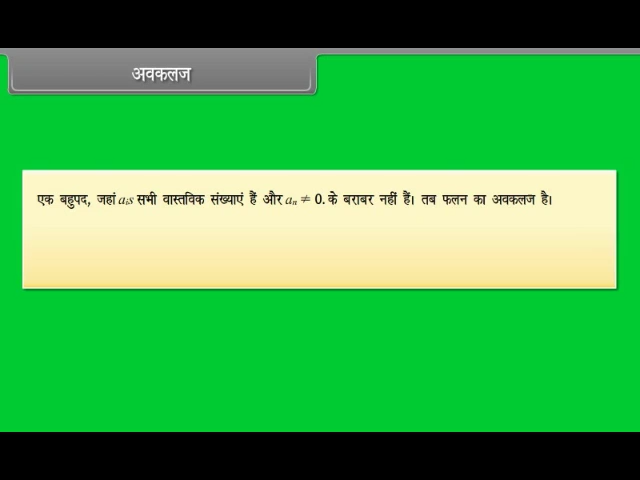 अवकलज
एक बहुपद, जहां aᵢs सभी वास्तविक संख्याएं हैं और aₙ ≠ 0. के बराबर नहीं हैं। तब फलन का अवकलज है।